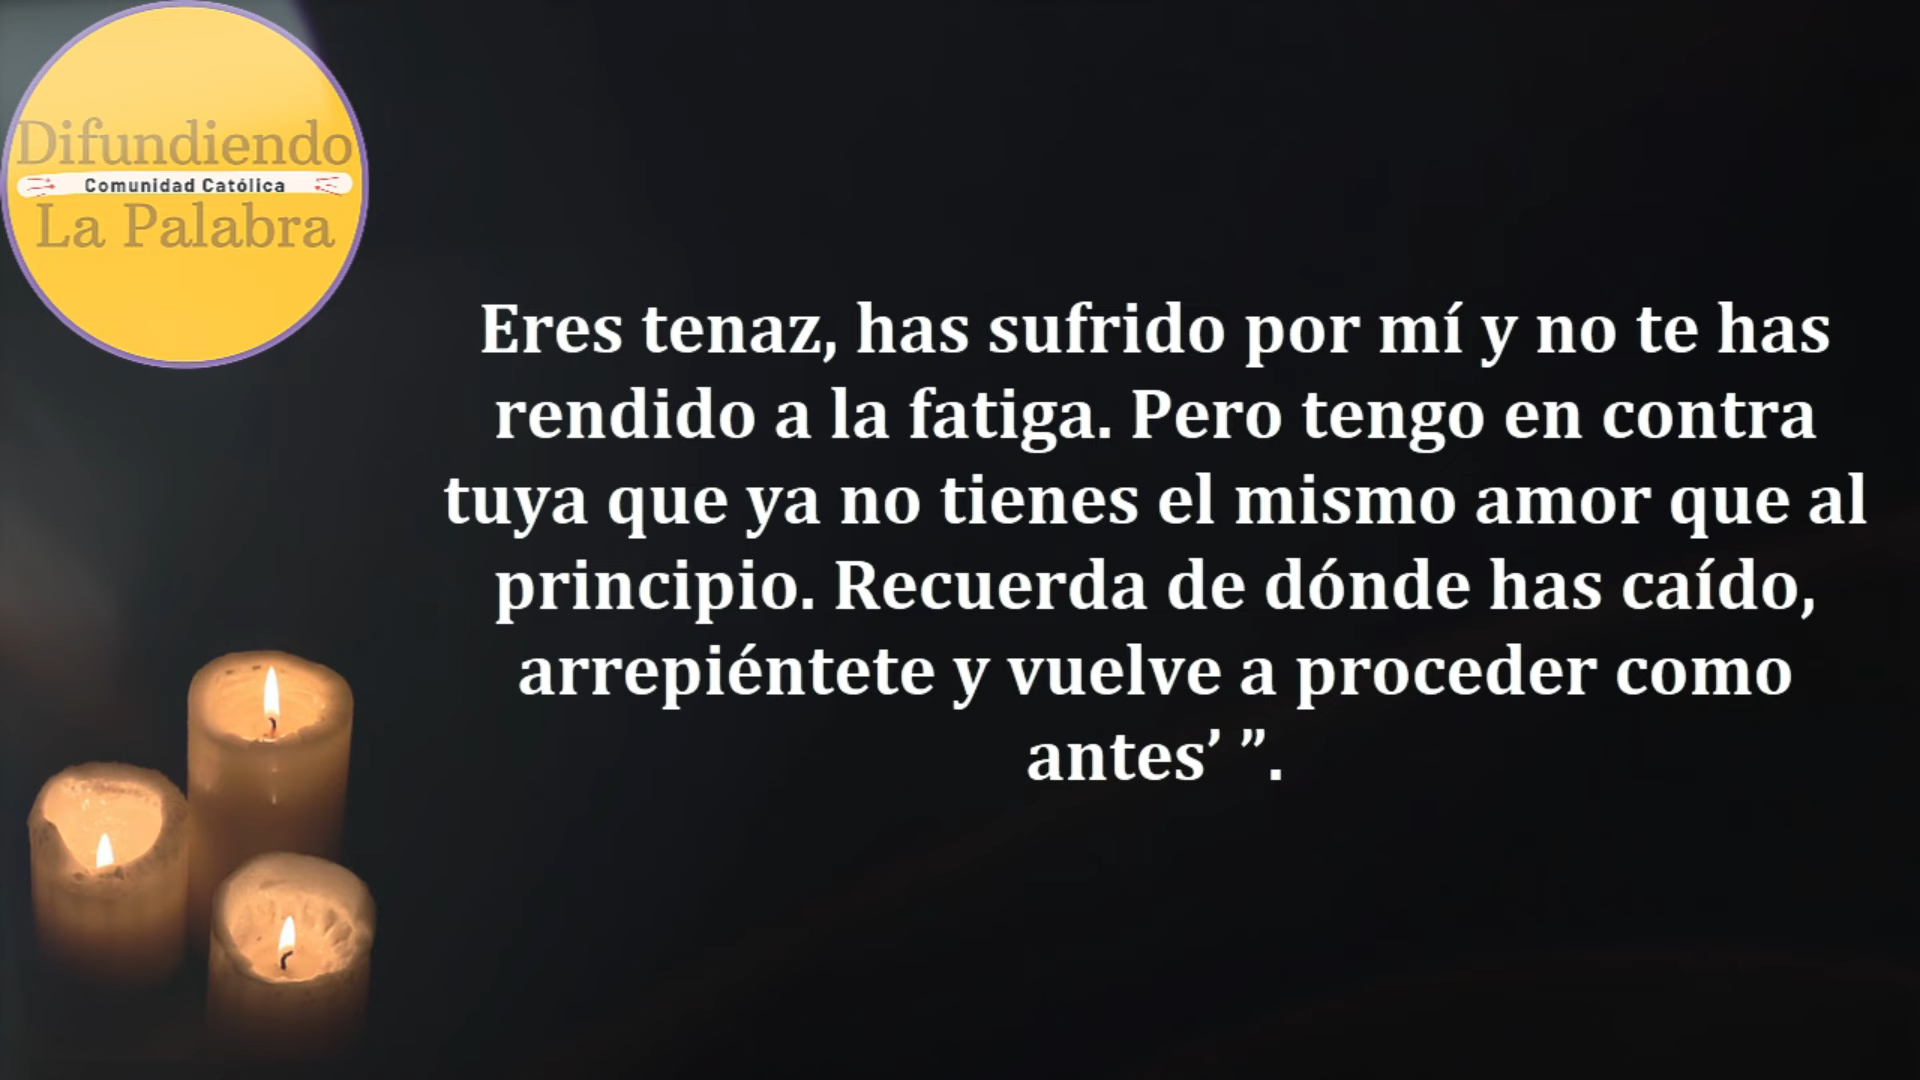 Difundiendo
Comunidad Católica
La Palabra
Eres tenaz, has sufrido por mí y no te has
rendido a la fatiga. Pero tengo en contra
tuya que ya no tienes el mismo amor que al
principio. Recuerda de dónde has caído,
arrepiéntete y vuelve a proceder como
antes’ ”.